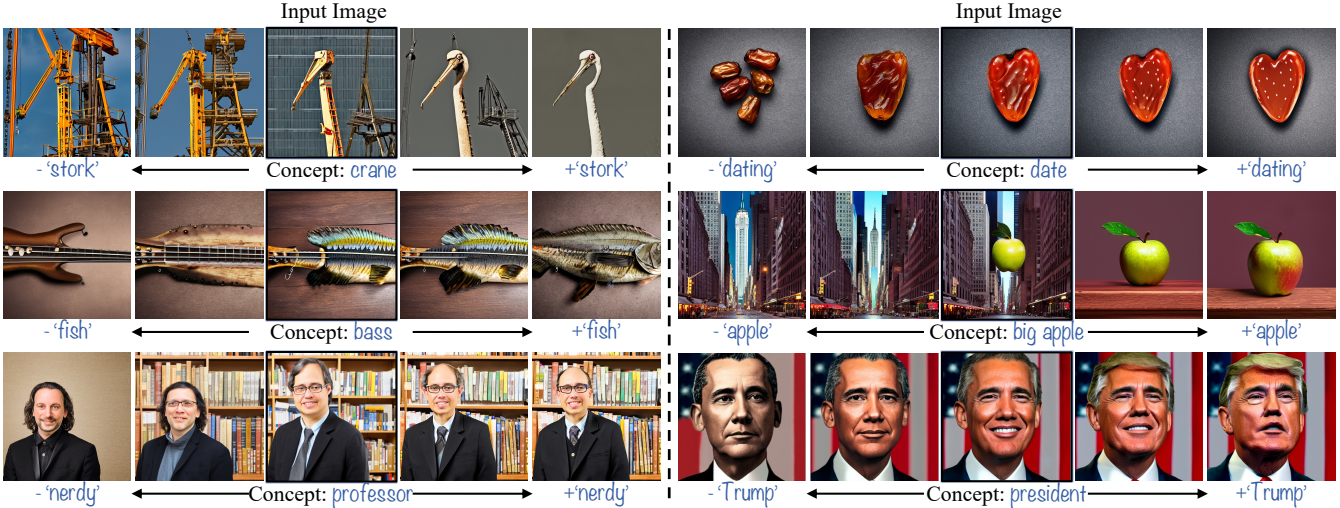 Input Image
- 'stork' Concept: crane +'stork'
- 'fish' Concept: bass +'fish'
- 'nerdy' Concept: professor +'nerdy'
Input Image
- 'dating' Concept: date +'dating'
- 'apple' Concept: big apple +'apple'
- 'Trump' Concept: president +'Trump'